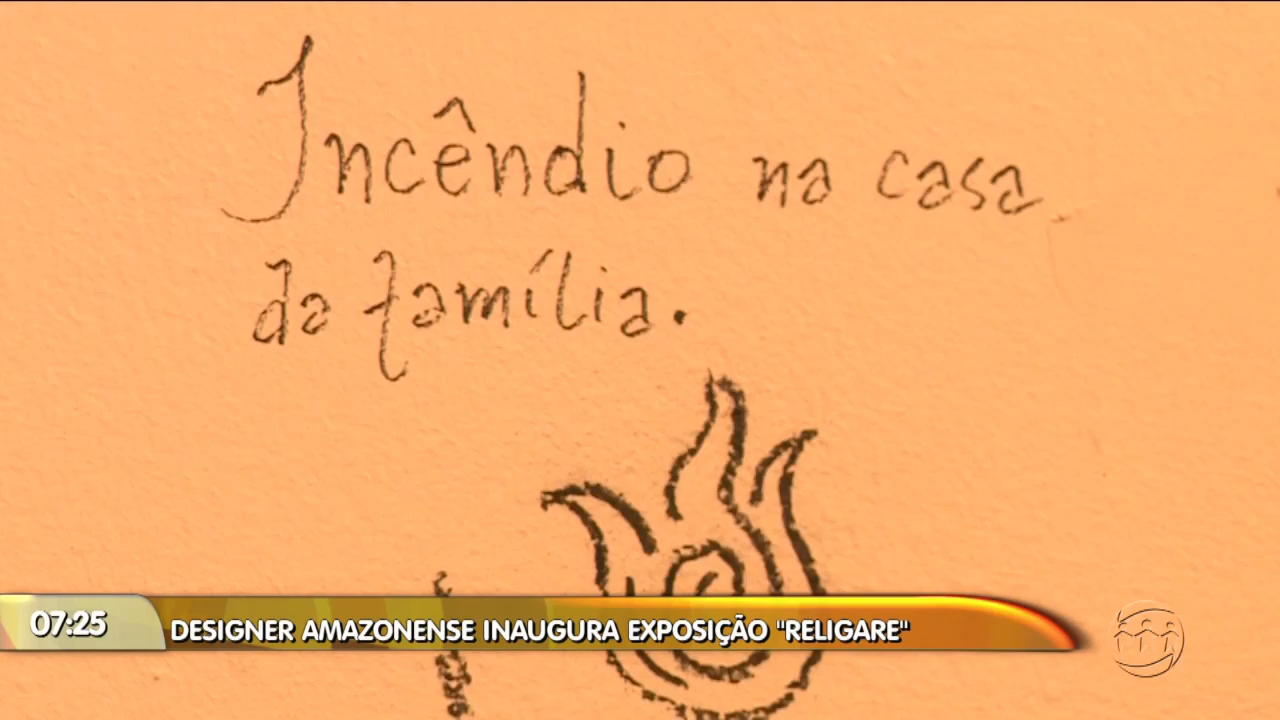 Incêndio na casa
da família.
07:25
DESIGNER AMAZONENSE INAUGURA EXPOSIÇÃO "RELIGARE"